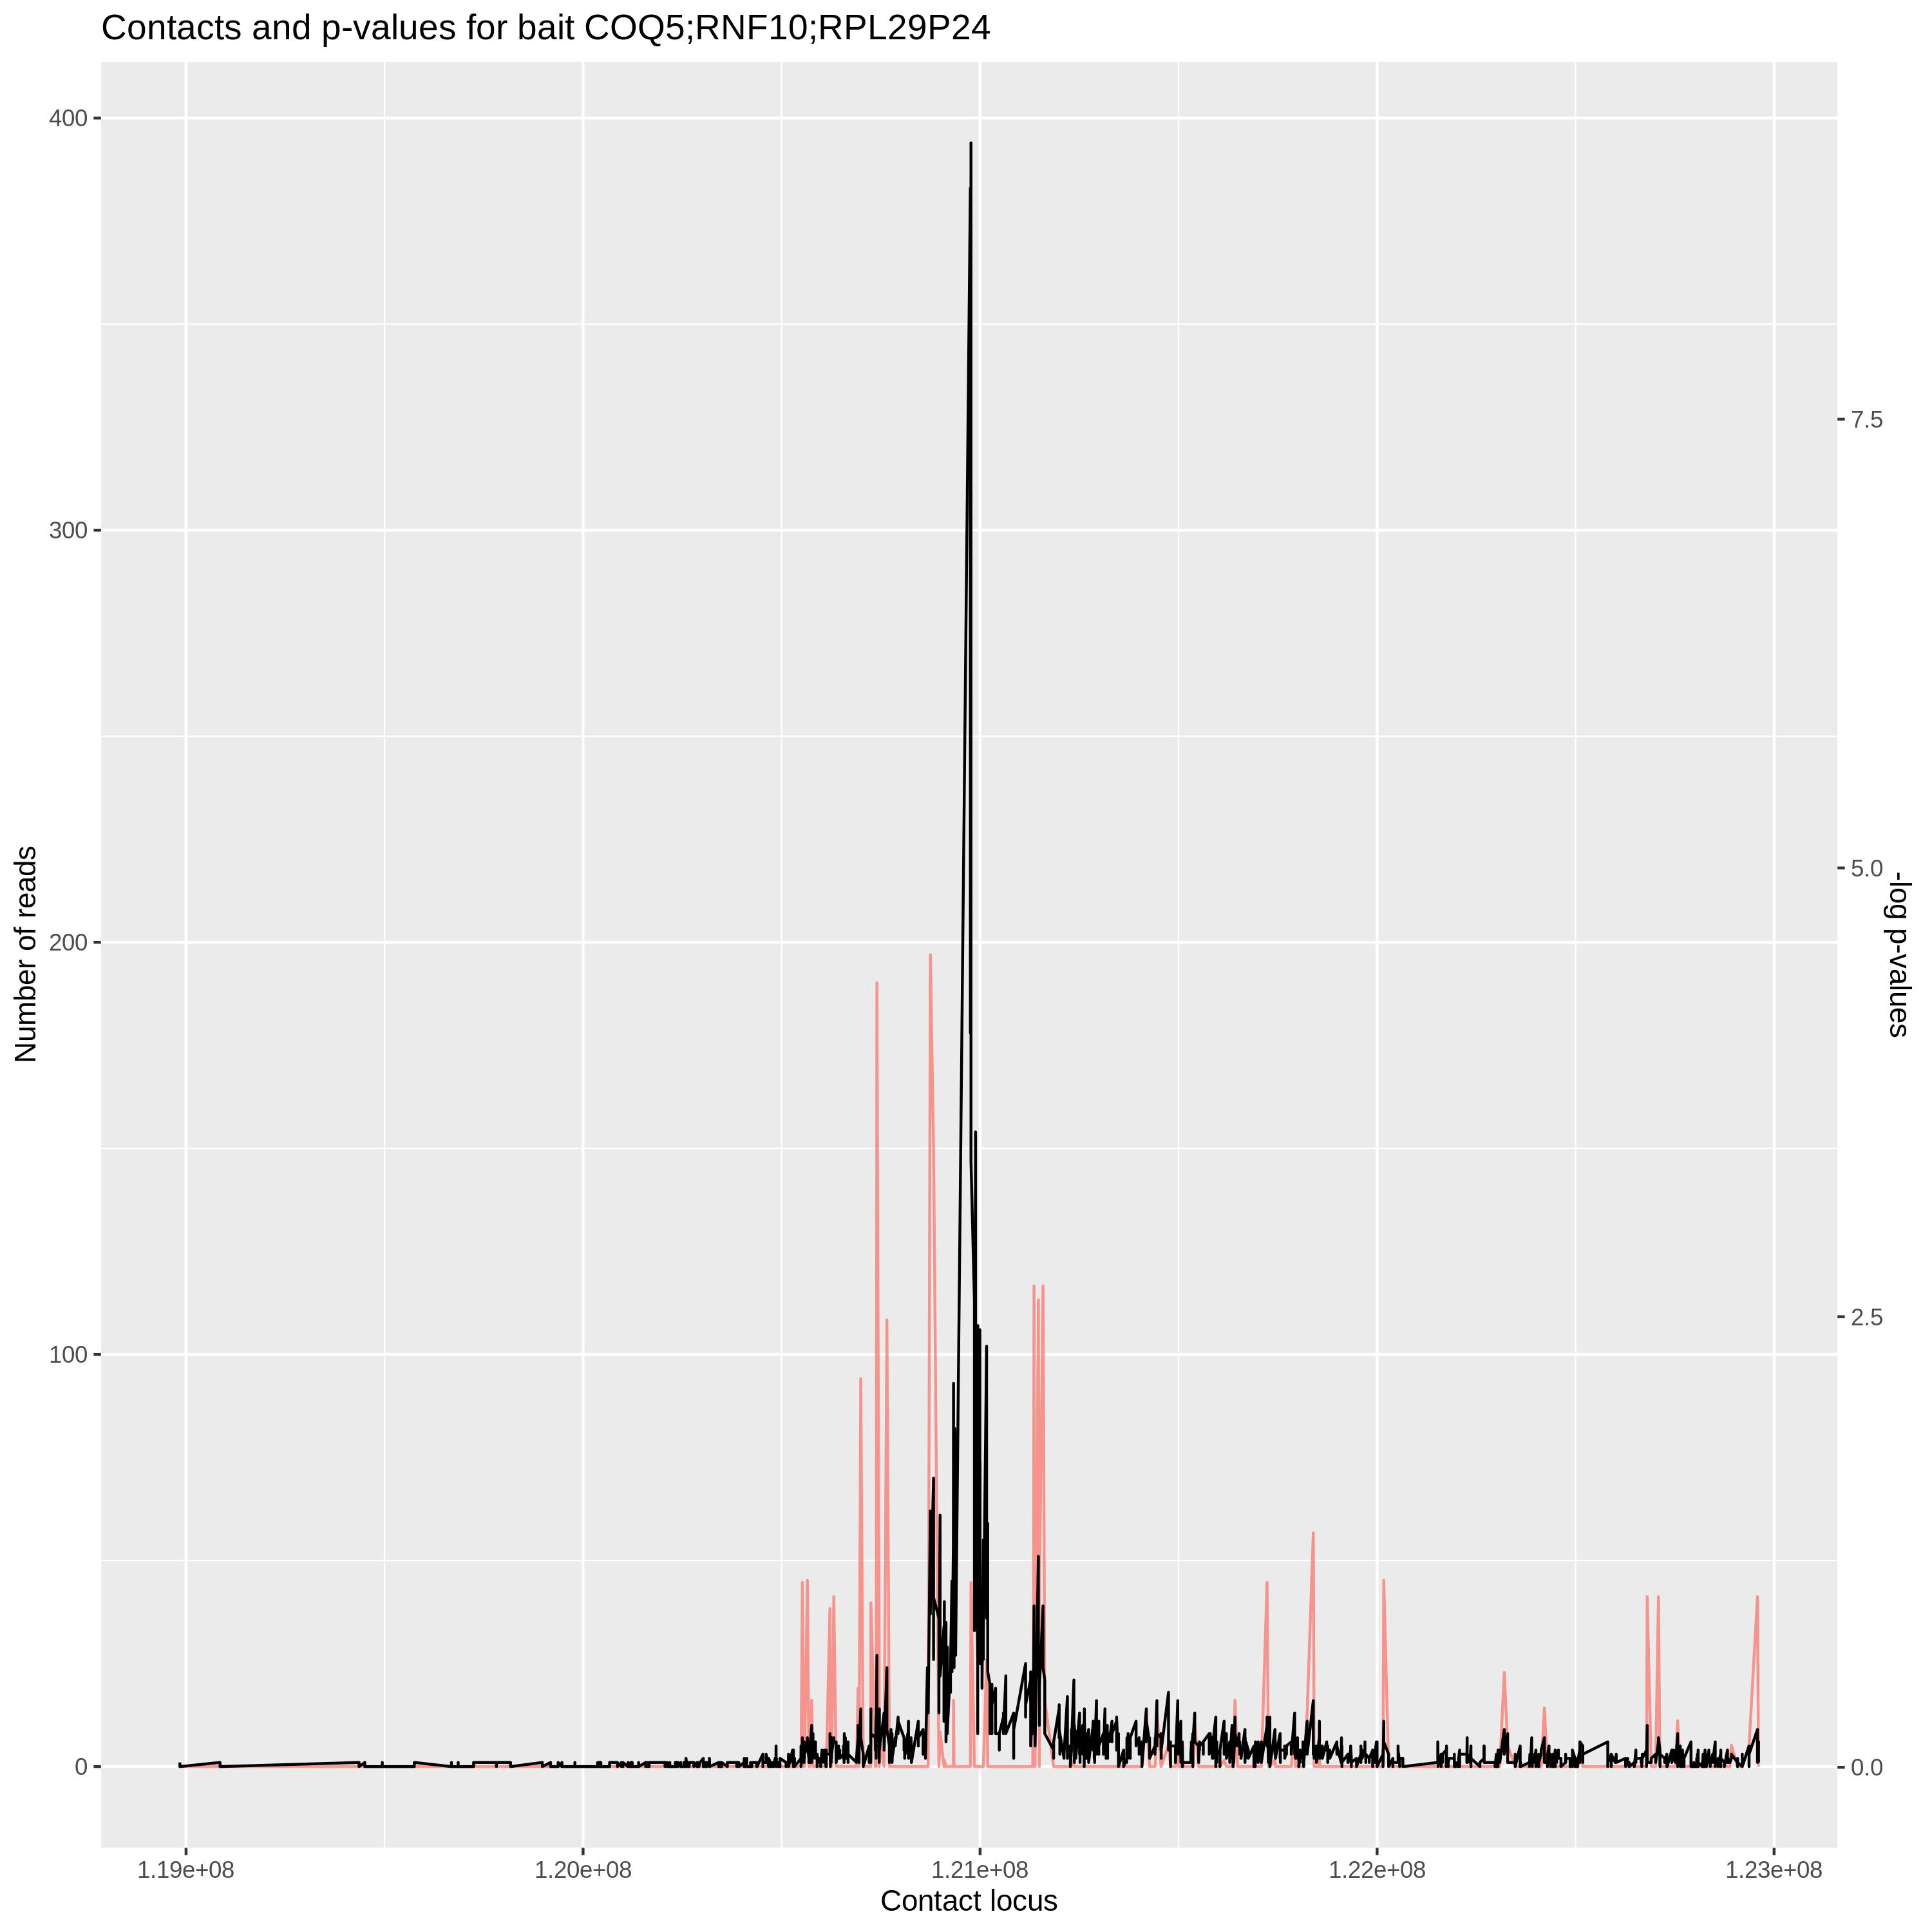 Contacts and p-values for bait COQ5;RNF10;RPL29P24
400
300
200
100
0
Number of reads
7.5
5.0
2.5
0.0
-log p-values
1.19e+08 1.20e+08 1.21e+08 1.22e+08 1.23e+08
Contact locus